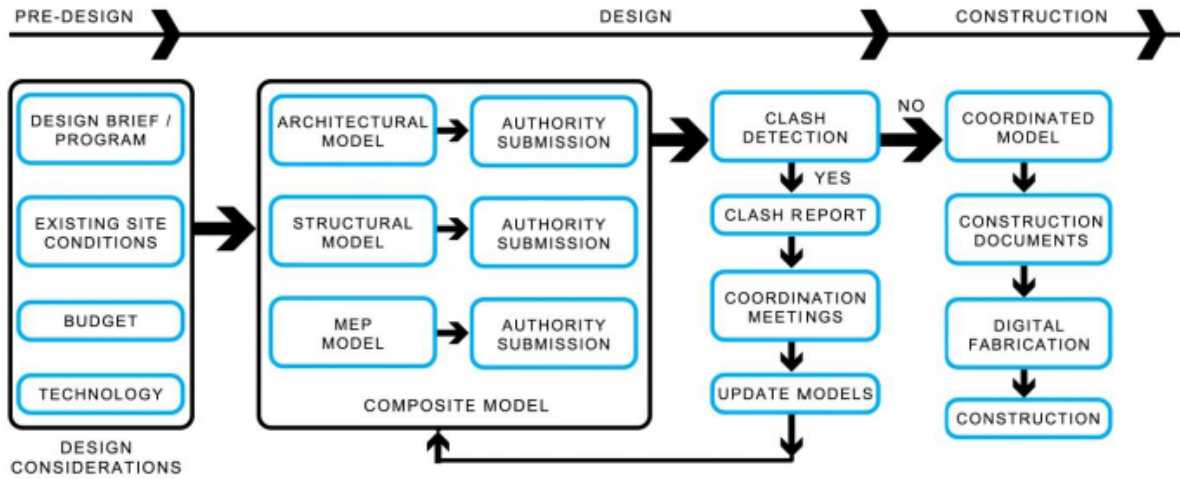 PRE-DESIGN
DESIGN
CONSTRUCTION
DESIGN BRIEF /
PROGRAM
EXISTING SITE
CONDITIONS
BUDGET
TECHNOLOGY
DESIGN
CONSIDERATIONS
ARCHITECTURAL
MODEL
AUTHORITY
SUBMISSION
STRUCTURAL
MODEL
AUTHORITY
SUBMISSION
MEP
MODEL
AUTHORITY
SUBMISSION
COMPOSITE MODEL
CLASH
DETECTION
NO
YES
CLASH REPORT
COORDINATION
MEETINGS
UPDATE MODELS
COORDINATED
MODEL
CONSTRUCTION
DOCUMENTS
DIGITAL
FABRICATION
CONSTRUCTION